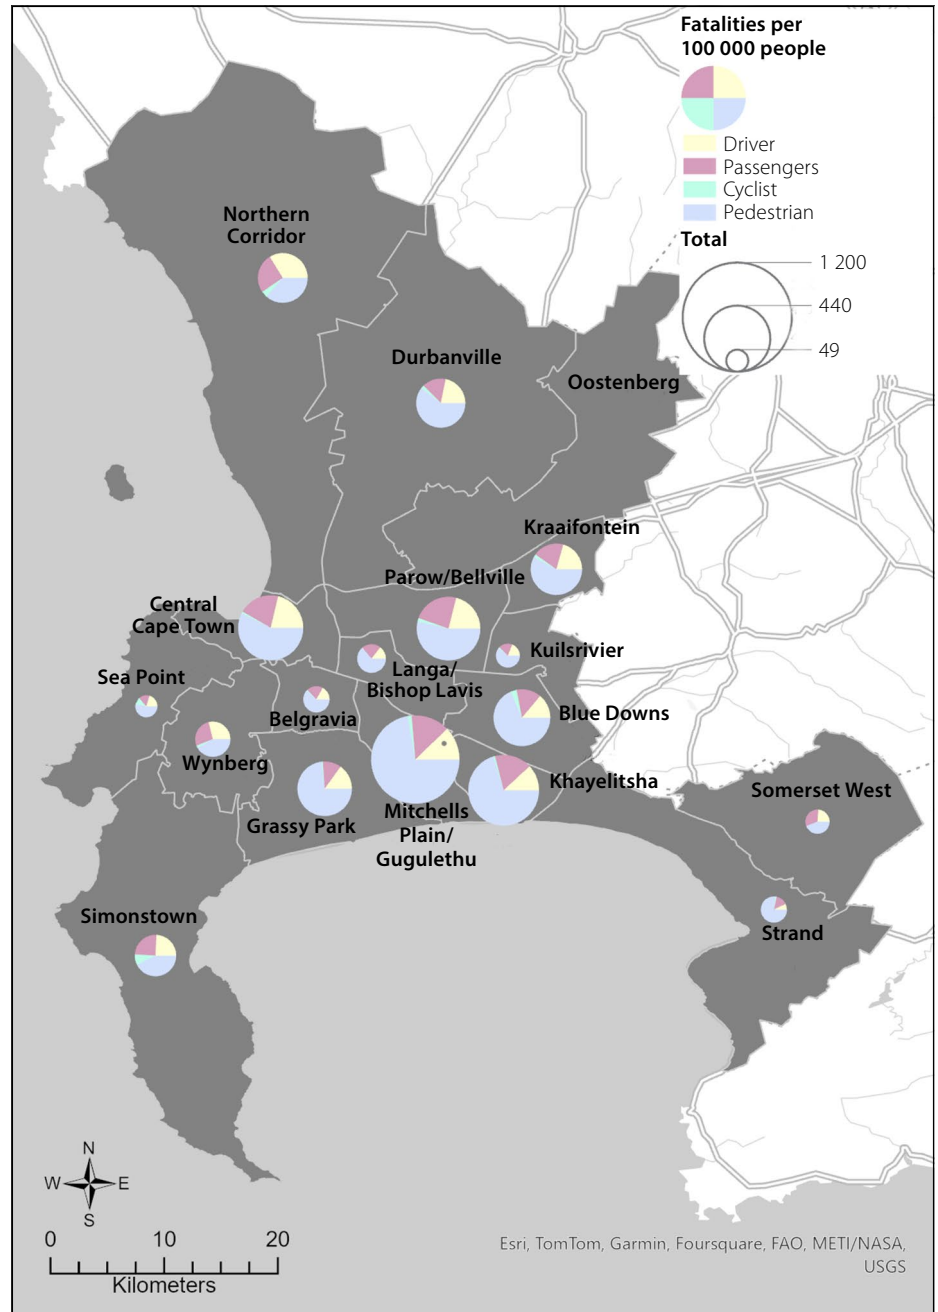 Fatalities per
100 000 people
Driver
Passengers
Cyclist
Pedestrian
Total
1 200
440
49
Northern
Corridor
Durbanville
Oostenberg
Kraaifontein
Parow/Bellville
Central
Cape Town
Kuilsrivier
Langa/
Bishop Lavis
Sea Point
Belgravia
Blue Downs
Wynberg
Khayelitsha
Somerset West
Grassy Park
Mitchells
Plain/
Gugulethu
Simonstown
Strand
N
W
E
S
0 10 20
Kilometers
Esri, TomTom, Garmin, Foursquare, FAO, METI/NASA,
USGS